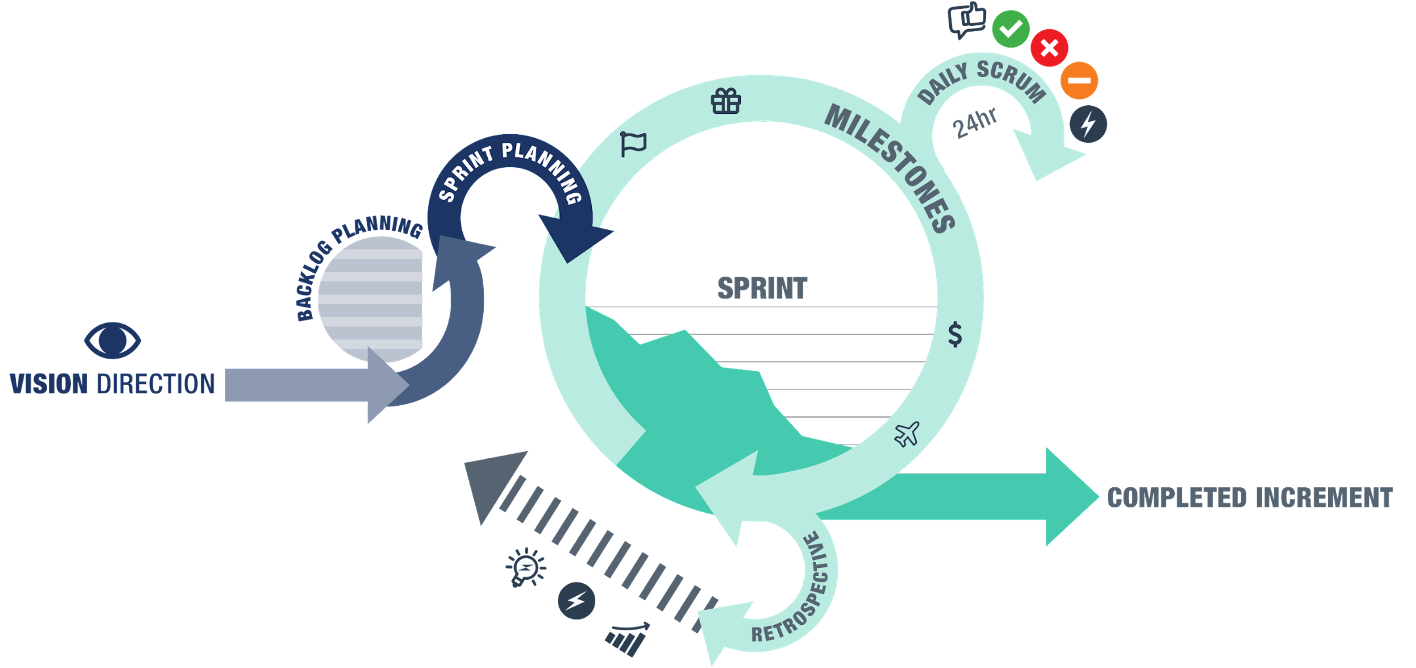 VISION DIRECTION
BACKLOG PLANNING
SPRINT PLANNING
MILESTONES
DAILY SCRUM
24hr
SPRINT
$
COMPLETED INCREMENT
RETROSPECTIVE